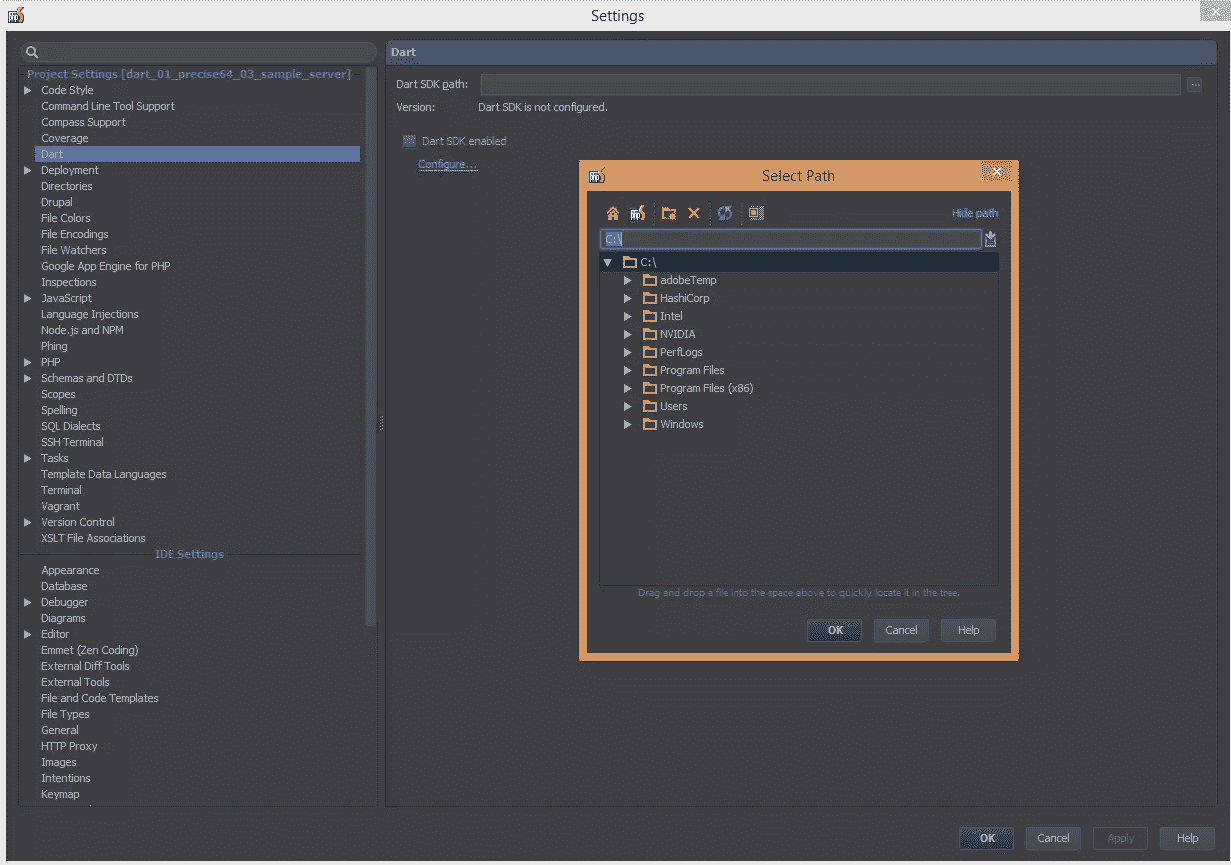 Settings
Project Settings [dart_01_precise64_03_sample_server]
Code Style
Command Line Tool Support
Compass Support
Coverage
Dart
Deployment
Directories
Drupal
File Colors
File Encodings
File Watchers
Google App Engine for PHP
Inspections
JavaScript
Language Injections
Node.js and NPM
Phing
PHP
Schemas and DTDs
Scopes
Spelling
SQL Dialects
SSH Terminal
Tasks
Template Data Languages
Terminal
Vagrant
Version Control
XSLT File Associations
IDE Settings
Appearance
Database
Debugger
Diagrams
Editor
Emmet (Zen Coding)
External Diff Tools
External Tools
File and Code Templates
File Types
General
HTTP Proxy
Images
Intentions
Keymap
Dart
Dart SDK path:
...
Version: Dart SDK is not configured.
Dart SDK enabled
Configure...
Select Path
Hide path
C:\
C:\
adobeTemp
HashiCorp
Intel
NVIDIA
PerfLogs
Program Files
Program Files (x86)
Users
Windows
Drag and drop a file into the space above to quickly locate it in the tree.
OK Cancel Help
OK Cancel Apply Help